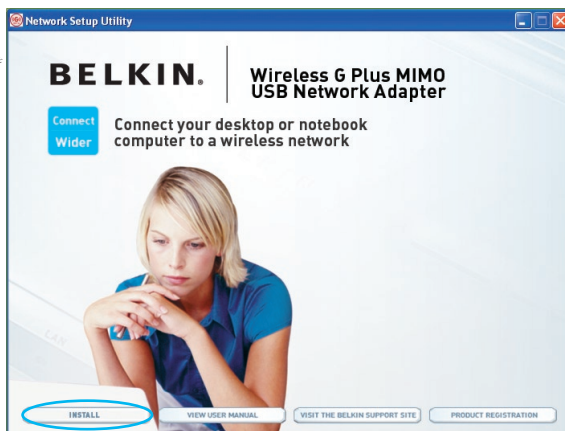 Network Setup Utility
BELKIN.
Wireless G Plus MIMO
USB Network Adapter
Connect
Wider
Connect your desktop or notebook
computer to a wireless network
INSTALL
VIEW USER MANUAL
VISIT THE BELKIN SUPPORT SITE
PRODUCT REGISTRATION